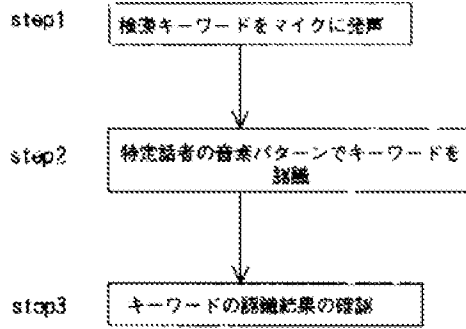 step1
検索キーワードをマイクに発声
step2
特定話者の音素パターンでキーワードを
認識
step3
キーワードの認識結果の確認